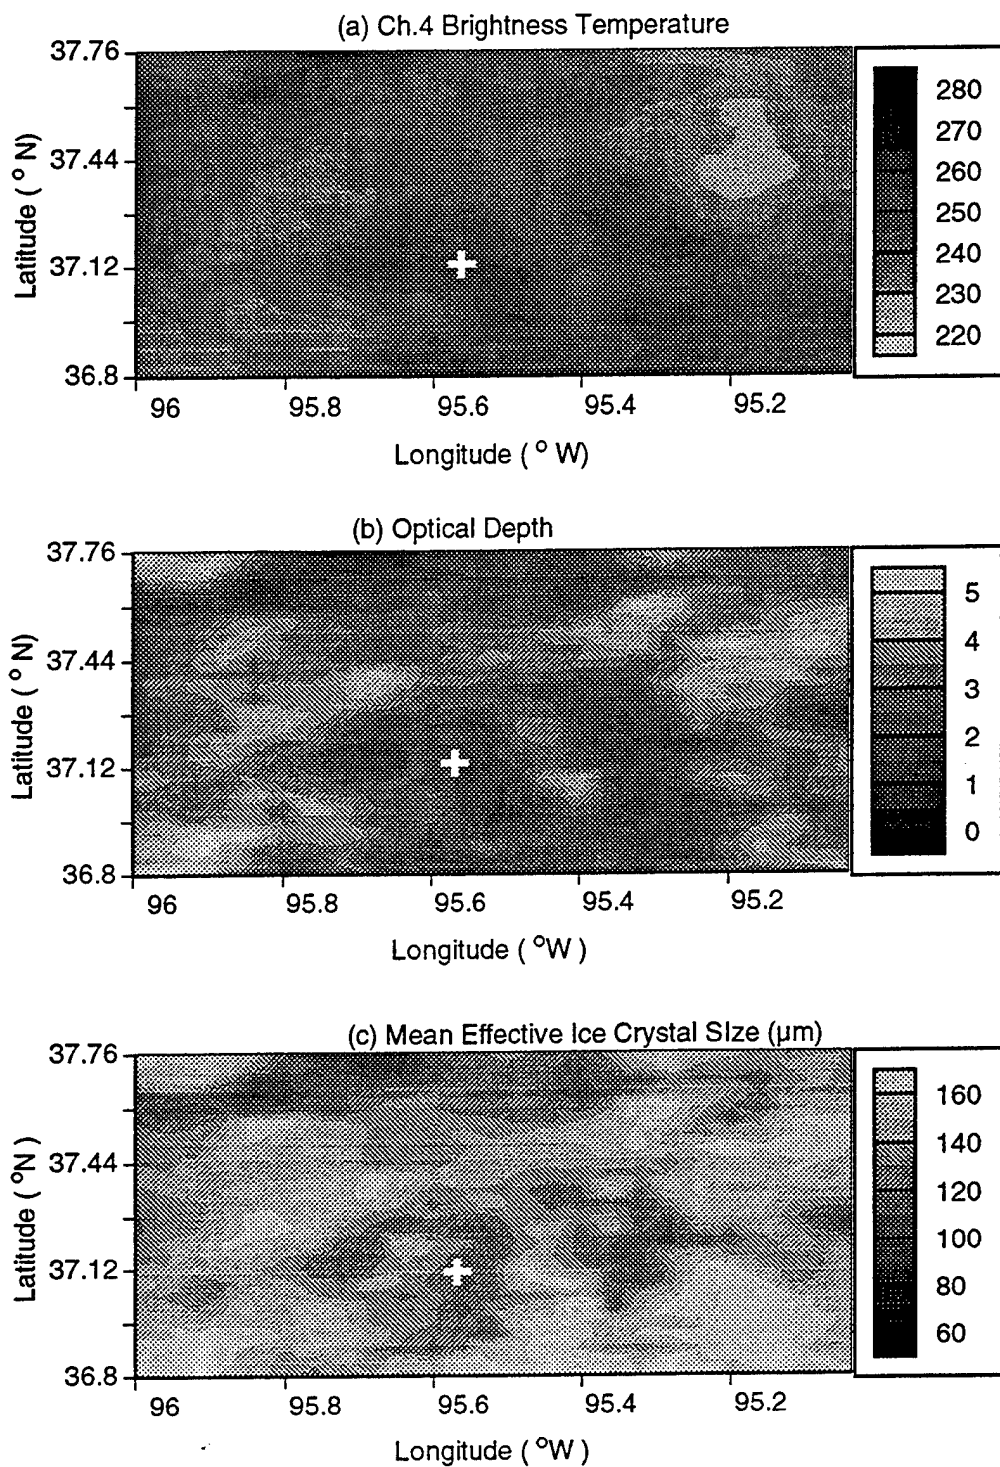 (a) Ch.4 Brightness Temperature
37.76
37.44
37.12
36.8
Latitude ( ° N)
96 95.8 95.6 95.4 95.2
Longitude ( ° W)
280
270
260
250
240
230
220
(b) Optical Depth
37.76
37.44
37.12
36.8
Latitude ( ° N)
96 95.8 95.6 95.4 95.2
Longitude ( °W )
5
4
3
2
1
0
(c) Mean Effective Ice Crystal SIze (µm)
37.76
37.44
37.12
36.8
Latitude ( °N )
96 95.8 95.6 95.4 95.2
Longitude ( °W )
160
140
120
100
80
60